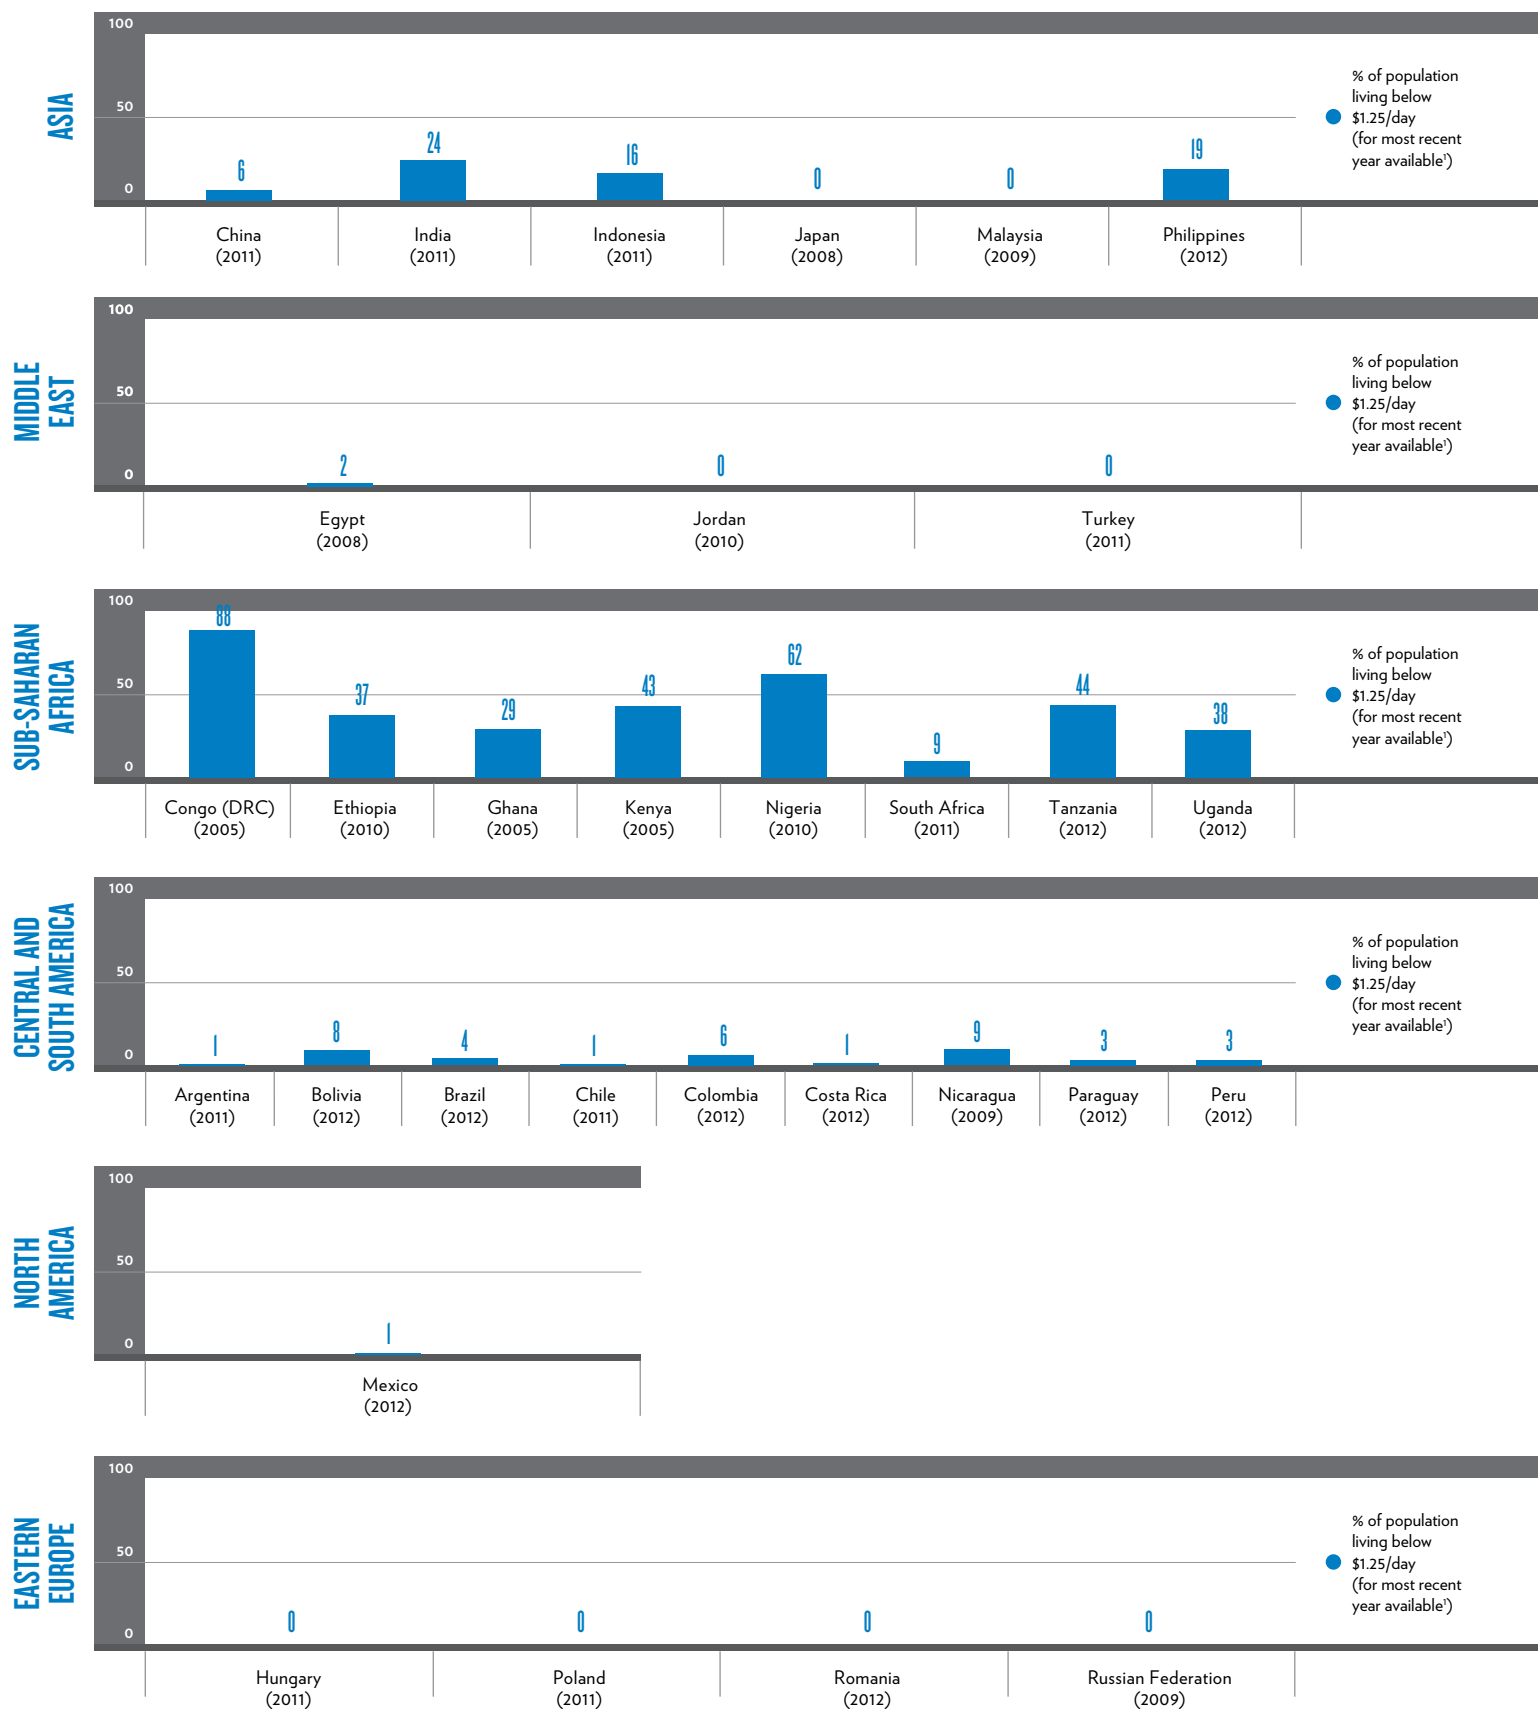 ASIA
100
50
0
6
24
16
0
0
19
China
(2011)
India
(2011)
Indonesia
(2011)
Japan
(2008)
Malaysia
(2009)
Philippines
(2012)
% of population
living below
$1.25/day
(for most recent
year available¹)
MIDDLE
EAST
100
50
0
2
0
0
Egypt
(2008)
Jordan
(2010)
Turkey
(2011)
% of population
living below
$1.25/day
(for most recent
year available¹)
SUB-SAHARAN
AFRICA
100
50
0
88
37
29
43
62
9
44
38
Congo (DRC)
(2005)
Ethiopia
(2010)
Ghana
(2005)
Kenya
(2005)
Nigeria
(2010)
South Africa
(2011)
Tanzania
(2012)
Uganda
(2012)
% of population
living below
$1.25/day
(for most recent
year available¹)
CENTRAL AND
SOUTH AMERICA
100
50
0
1
8
4
1
6
1
9
3
3
Argentina
(2011)
Bolivia
(2012)
Brazil
(2012)
Chile
(2011)
Colombia
(2012)
Costa Rica
(2012)
Nicaragua
(2009)
Paraguay
(2012)
Peru
(2012)
% of population
living below
$1.25/day
(for most recent
year available¹)
NORTH
AMERICA
100
50
0
1
Mexico
(2012)
EASTERN
EUROPE
100
50
0
0
0
0
0
Hungary
(2011)
Poland
(2011)
Romania
(2012)
Russian Federation
(2009)
% of population
living below
$1.25/day
(for most recent
year available¹)